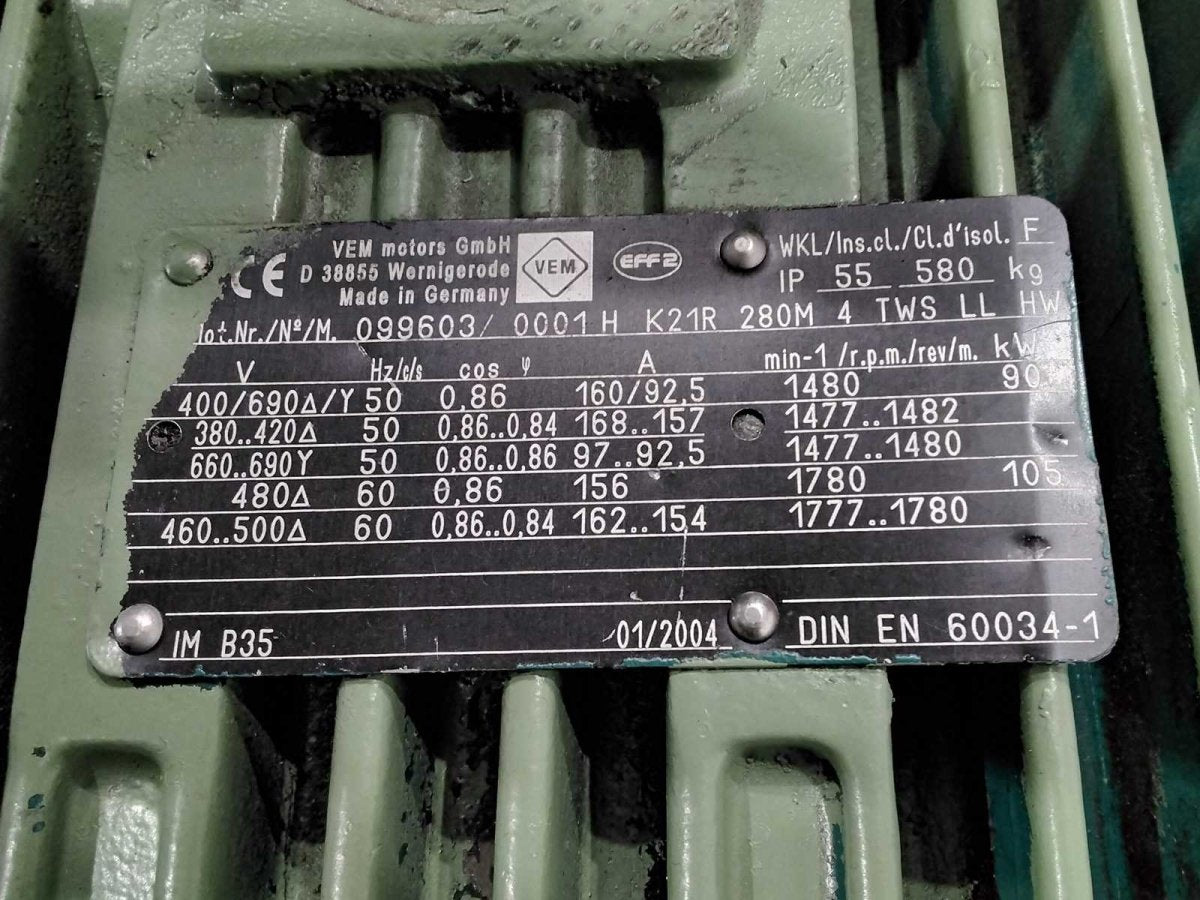 CE VEM motors GmbH VEM EFF2 WKL/Ins.cl./Cl.d'isol. F
D 38855 Wernigerode IP 55 580 kg
Made in Germany
Mot.Nr./Nº/M. 099603/ 0001 H K21R 280M 4 TWS LL HW
V Hz/c/s cos φ A min-1/r.p.m./rev/m. kW
400/690Δ/Y 50 0,86 160/92,5 1480 90
380..420Δ 50 0,86..0,84 168..157 1477..1482
660..690Y 50 0,86..0,86 97..92,5 1477..1480
480Δ 60 0,86 156 1780 105
460..500Δ 60 0,86..0,84 162..154 1777..1780
IM B35 01/2004 DIN EN 60034-1